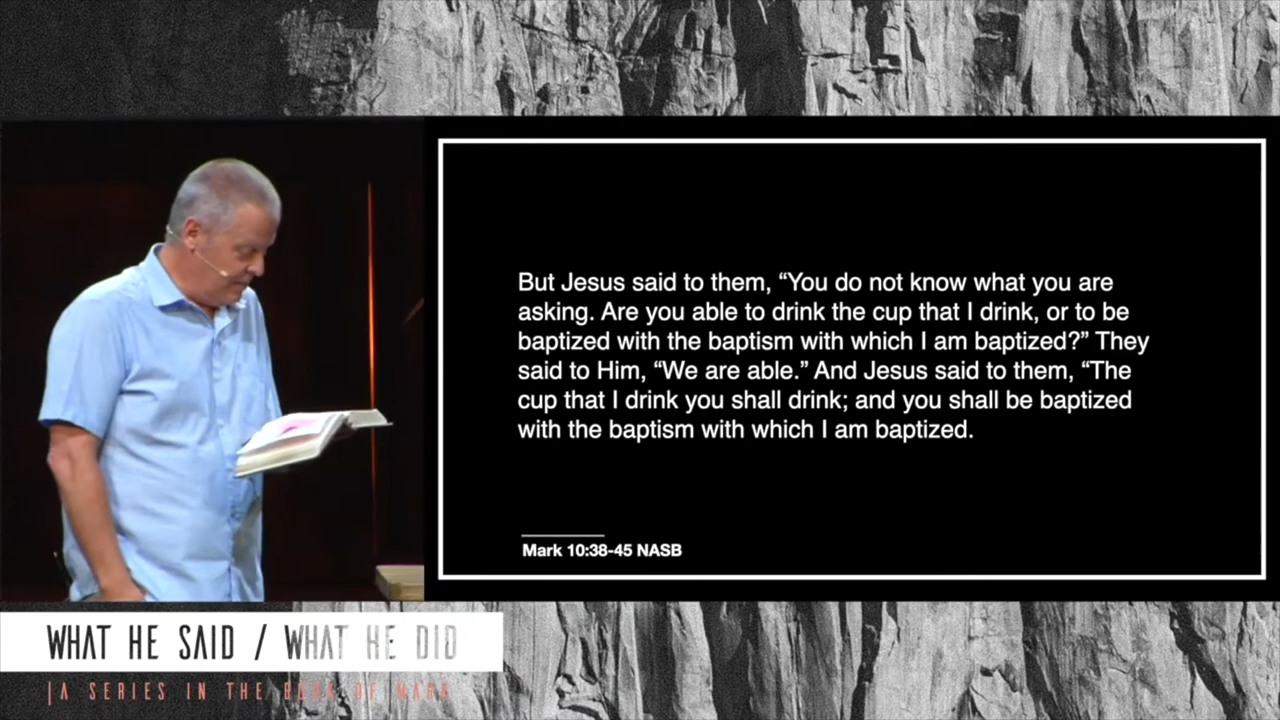 But Jesus said to them, “You do not know what you are
asking. Are you able to drink the cup that I drink, or to be
baptized with the baptism with which I am baptized?” They
said to Him, “We are able.” And Jesus said to them, “The
cup that I drink you shall drink; and you shall be baptized
with the baptism with which I am baptized.
Mark 10:38-45 NASB
WHAT HE SAID / WHAT HE DID
|A SERIES IN THE BOOK OF MARK